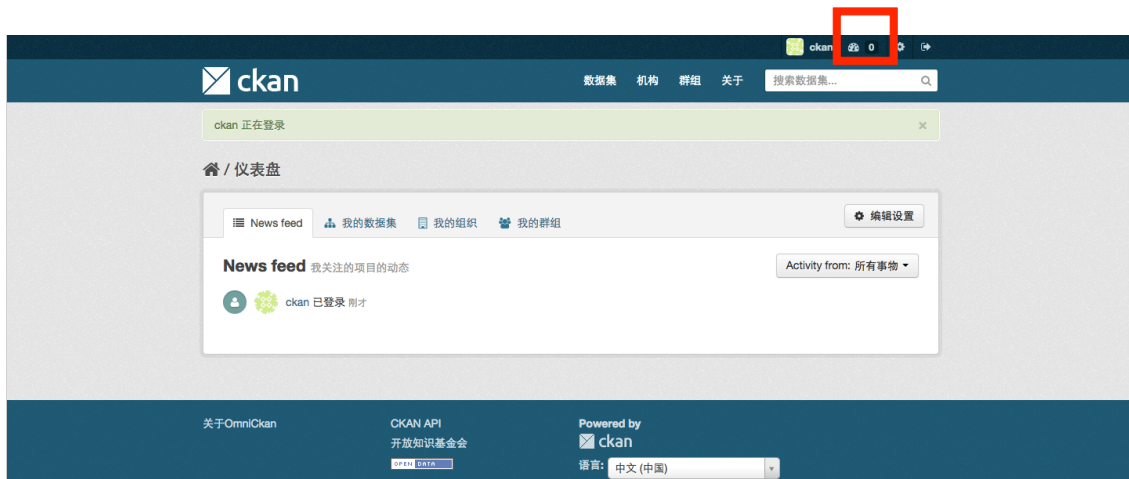 ckan 0
ckan
数据集 机构 群组 关于 搜索数据集...
ckan 正在登录 ×
/ 仪表盘
News feed 我的数据集 我的组织 我的群组 编辑设置
News feed 我关注的项目的动态 Activity from: 所有事物
ckan 已登录 刚才
关于OmniCkan CKAN API Powered by
开放知识基金会 ckan
OPEN DATA 语言: 中文 (中国)